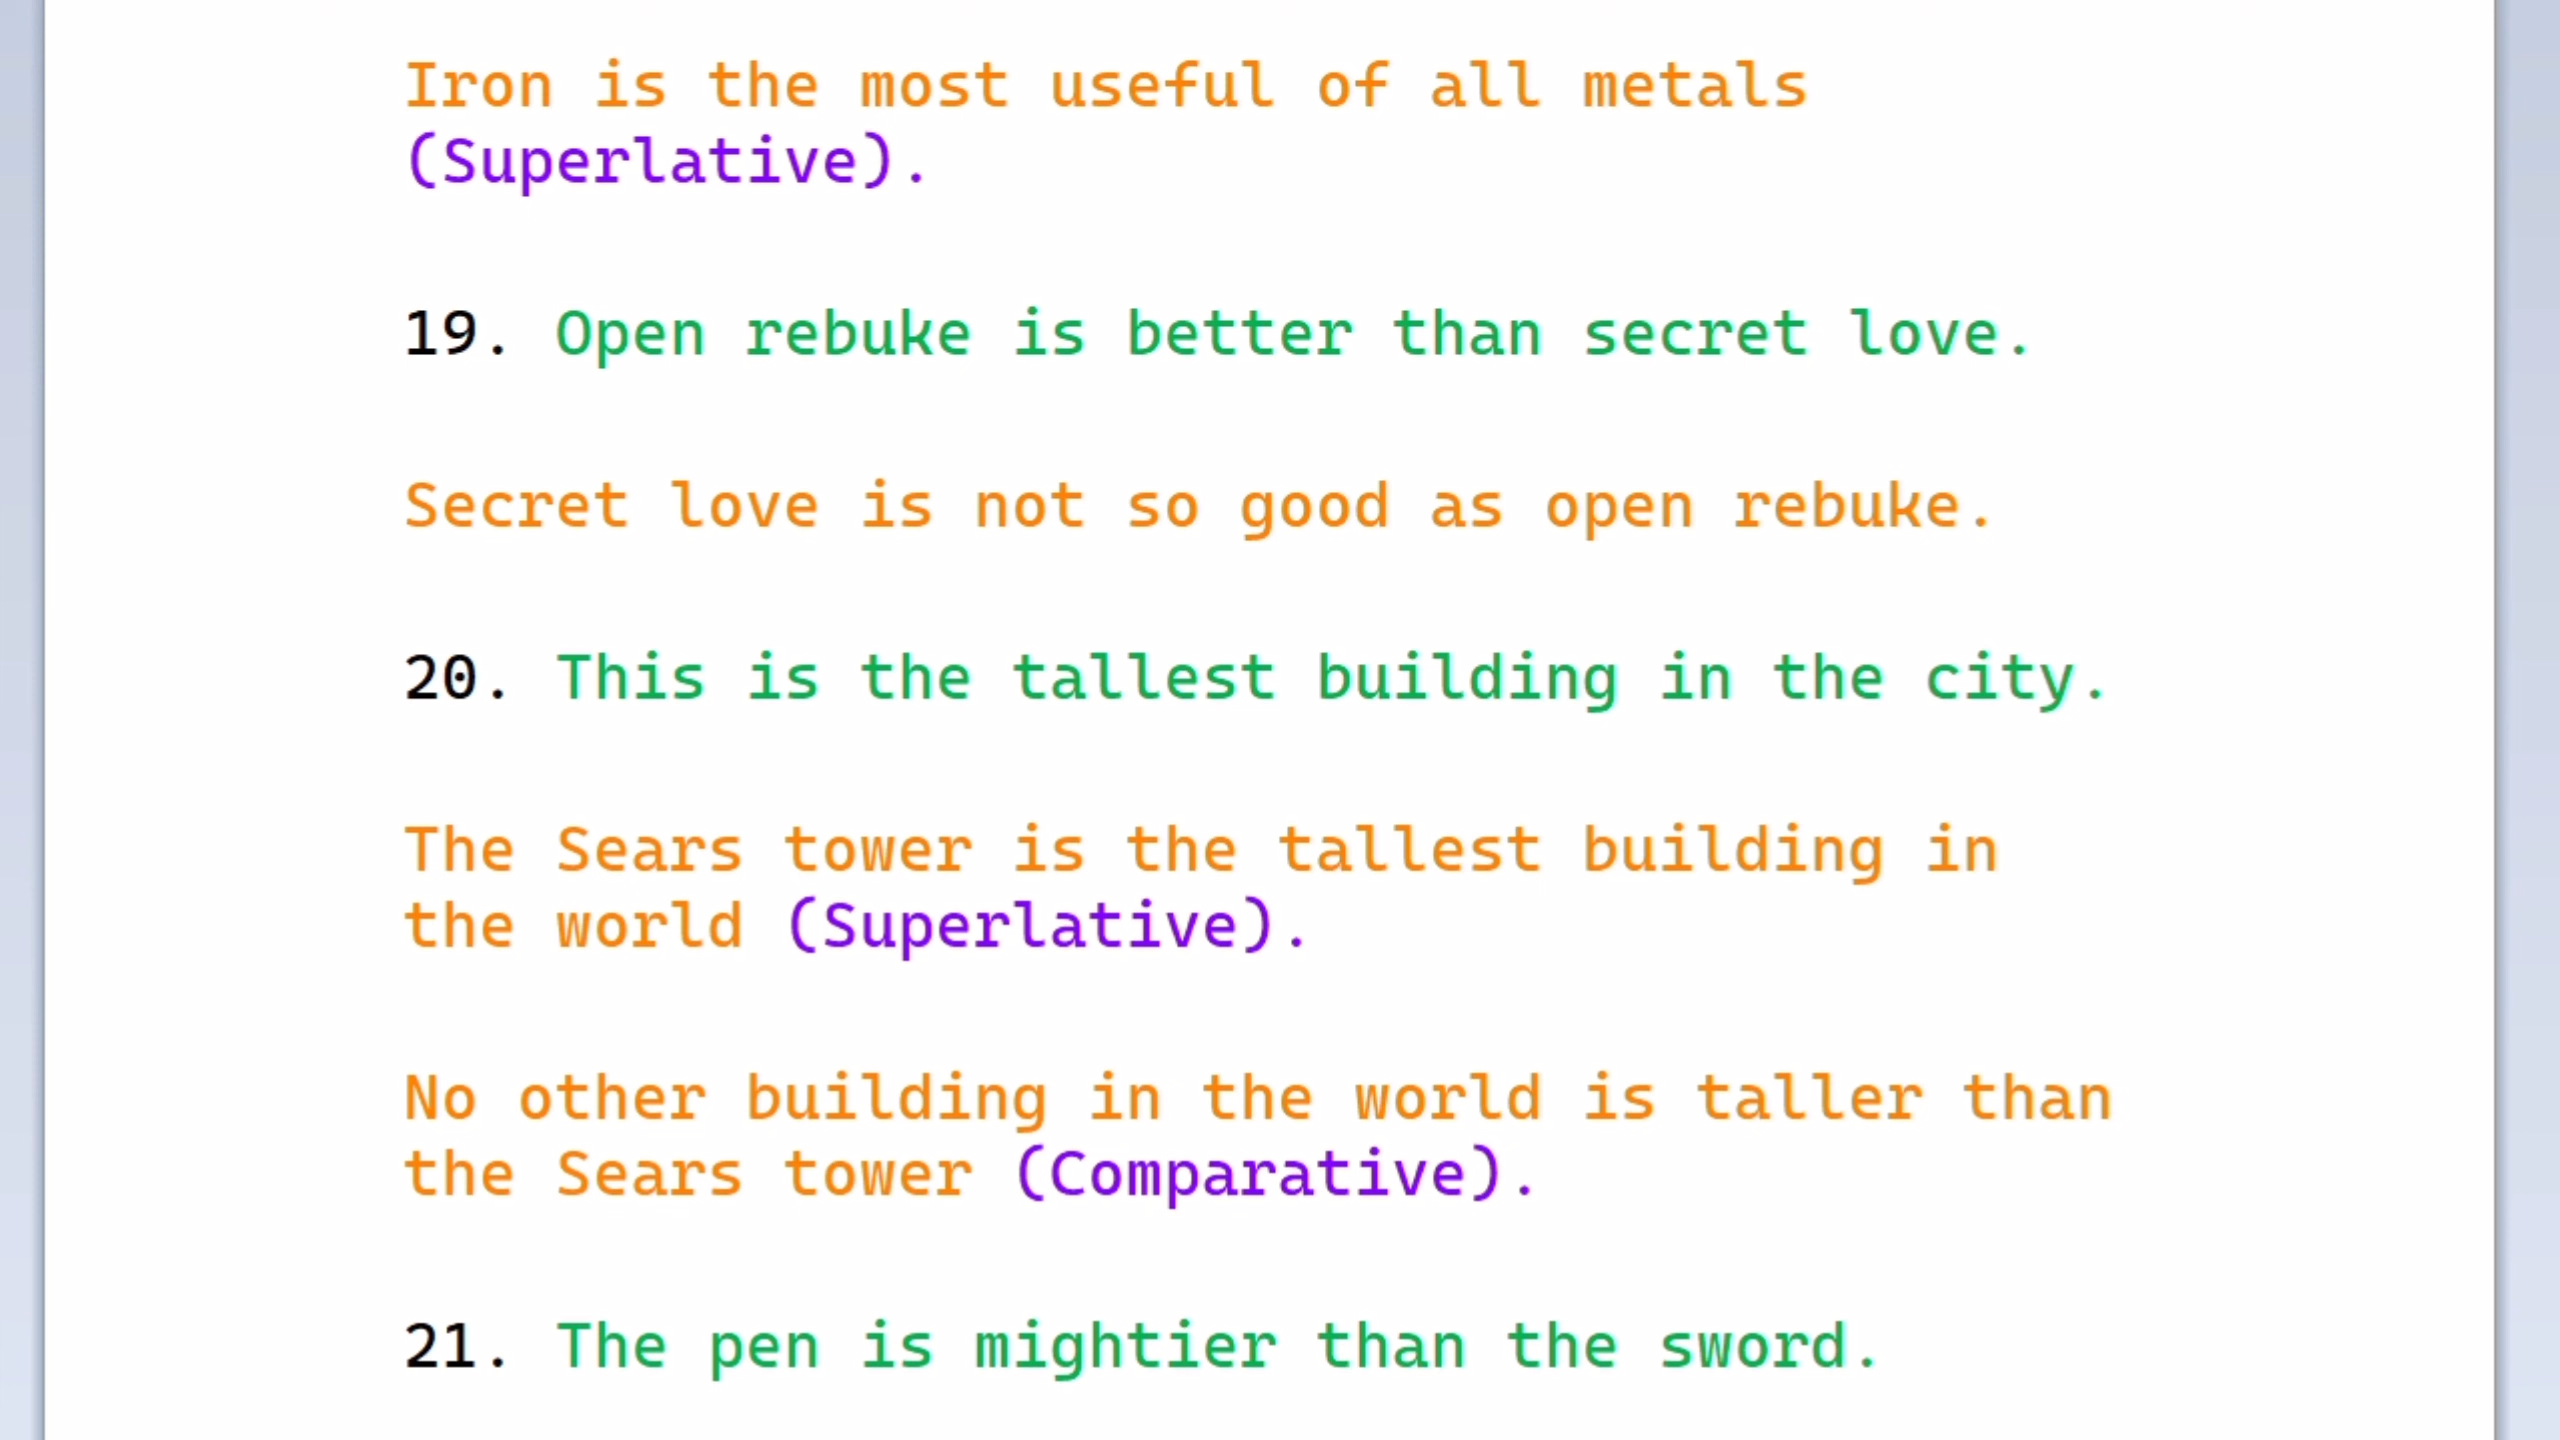 Iron is the most useful of all metals
(Superlative).
19. Open rebuke is better than secret love.
Secret love is not so good as open rebuke.
20. This is the tallest building in the city.
The Sears tower is the tallest building in
the world (Superlative).
No other building in the world is taller than
the Sears tower (Comparative).
21. The pen is mightier than the sword.